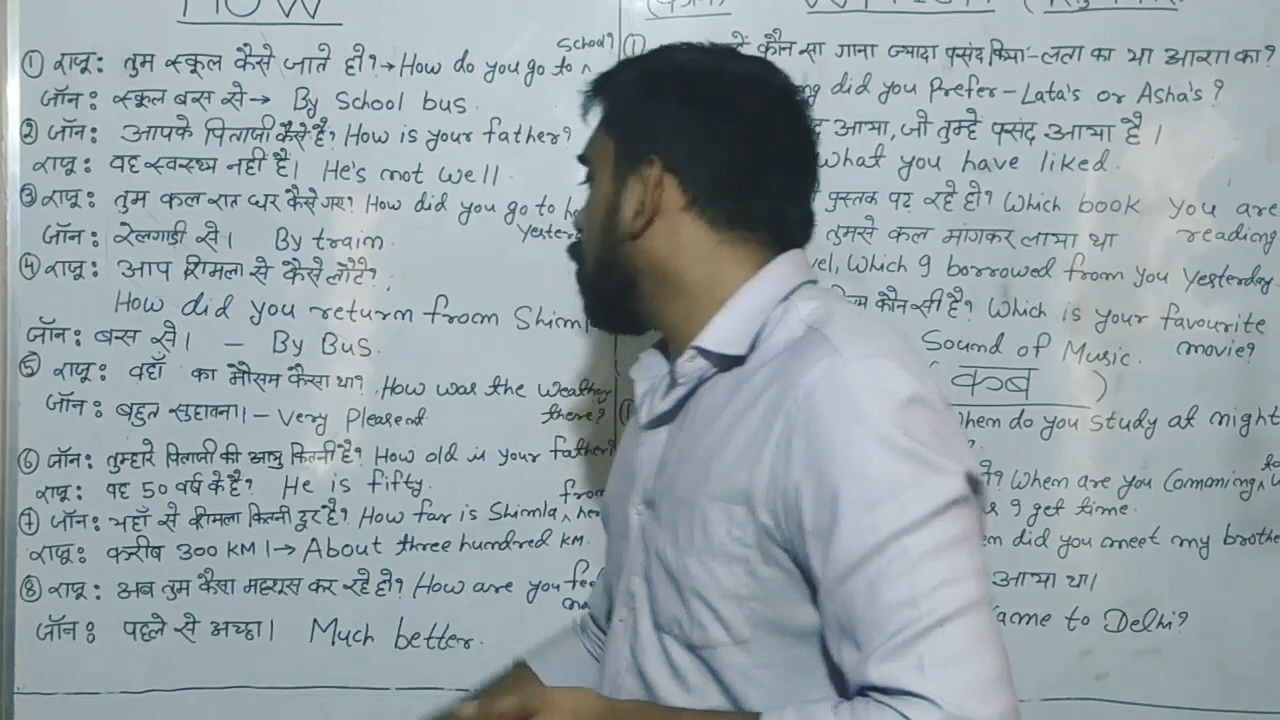 HOW
① राजू: तुम स्कूल कैसे जाते हो? → How do you go to school?
जॉन: स्कूल बस से → By School bus.
② जॉन: आपके पिताजी कैसे है? How is your father?
राजू: वह स्वस्थ नही है। He's not well.
③ राजू: तुम कल रात घर कैसे गए? How did you go to
जॉन: रेलगाडी से। By train.
④ राजू: आप शिमला से कैसे लौटे?
How did you return from
जॉन: बस से। - By Bus.
⑤ राजू: वहाँ का मौसम कैसा था? How was the weather there?
जॉन: बहुत सुहावना। - Very Pleasend
⑥ जॉन: तुम्हारे पिताजी की आयु कितनी है? How old is your father?
राजू: वह 50 वर्ष के है? He is fifty.
⑦ जॉन: यहाँ से शिमला कितनी दुर है? How far is Shimla from
राजू: करीब 300 KM। → About three hundred KM.
⑧ राजू: अब तुम कैसा महसूस कर रहे हो? How are you
जॉन: पहले से अच्छा। Much better.
①
कौन सा गाना ज्यादा पसंद किया - लता का या आशा का?
did you Prefer - Lata's or Asha's?
आया, जो तुम्हे पसंद आया है।
what you have liked.
पुस्तक पढ़ रहे हो? Which book you are reading
तुमसे कल मांगकर लाया था
Which I borrowed from you yesterday
कौन सी है? Which is your favourite movie?
Sound of Music.
( कब )
do you study at night
? When are you Comming
I get time.
did you meet my
आया था।
to Delhi?